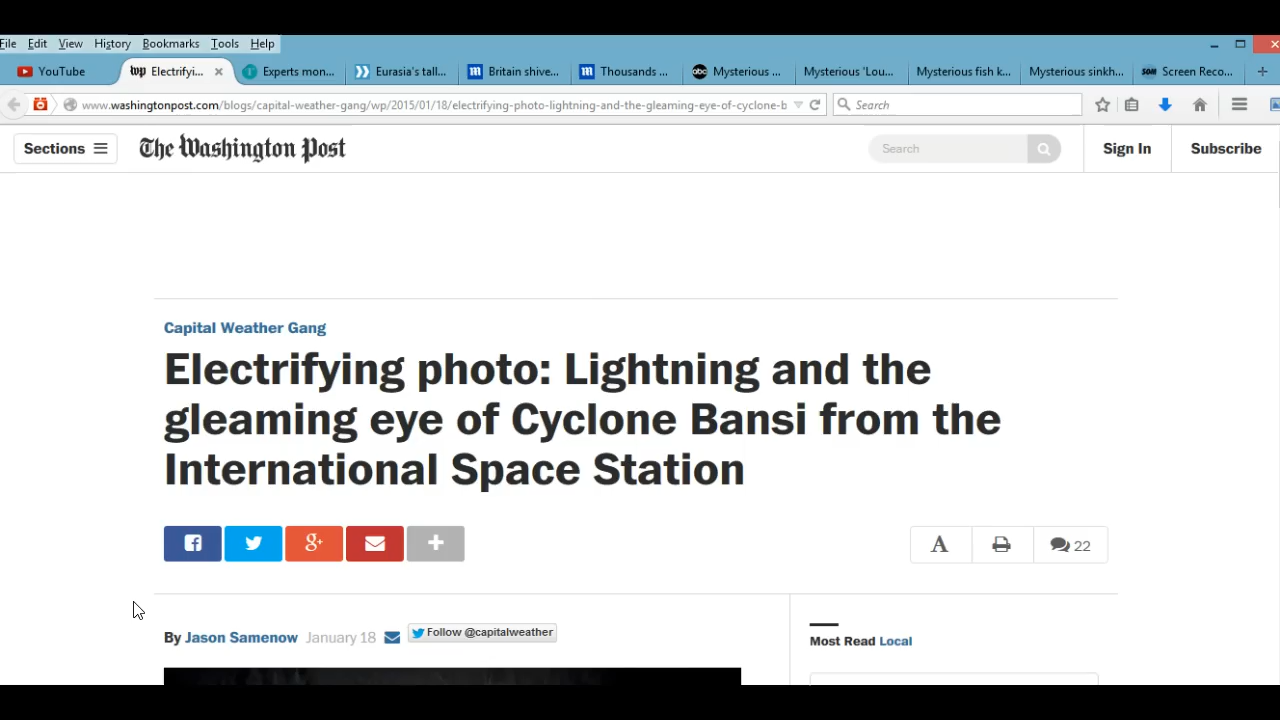 File Edit View History Bookmarks Tools Help
YouTube Electrifyi... Experts mon... Eurasia's tall... Britain shive... Thousands ... Mysterious ... Mysterious 'Lou... Mysterious fish k... Mysterious sinkh... Screen Reco...
www.washingtonpost.com/blogs/capital-weather-gang/wp/2015/01/18/electrifying-photo-lightning-and-the-gleaming-eye-of-cyclone-b Search
Sections The Washington Post Search Sign In Subscribe
Capital Weather Gang
Electrifying photo: Lightning and the
gleaming eye of Cyclone Bansi from the
International Space Station
A 22
By Jason Samenow January 18 Follow @capitalweather
Most Read Local